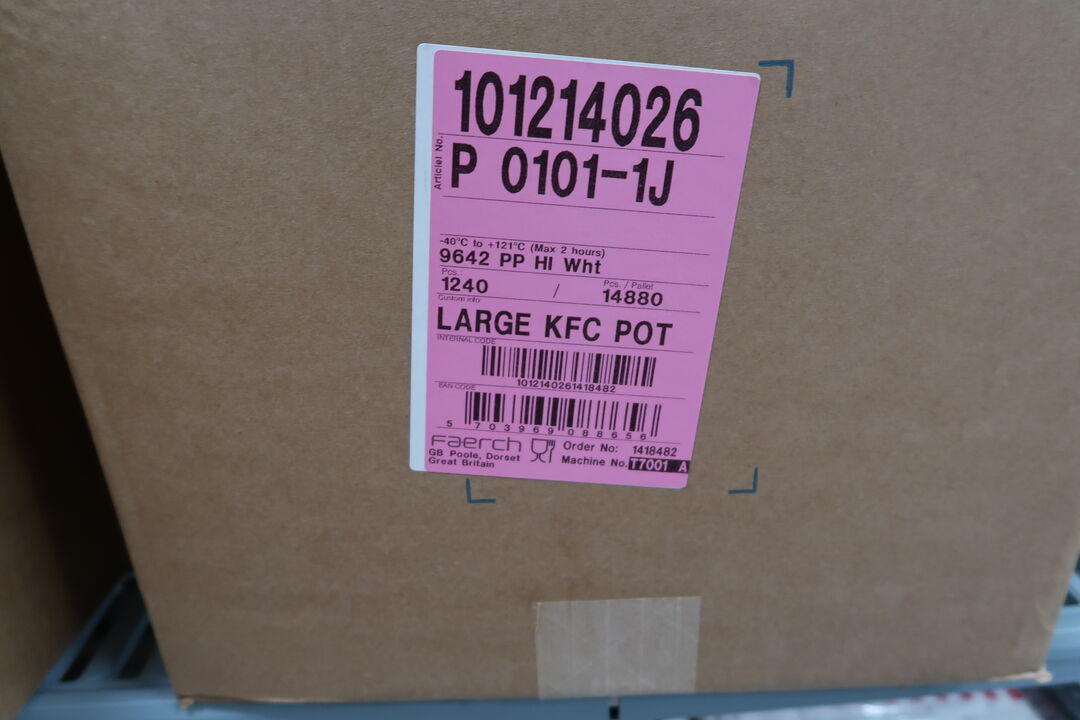 101214026
Articlel No.
P 0101-1J
-40°C to +121°C (Max 2 hours)
9642 PP HI Wht
Pcs.: Pcs. / Pallet
1240 / 14880
Custom info:
LARGE KFC POT
INTERNAL CODE
1012140261418482
EAN CODE
5 703969 088656
faerch
GB Poole, Dorset
Great Britain
Order No: 1418482
Machine No. T7001 A